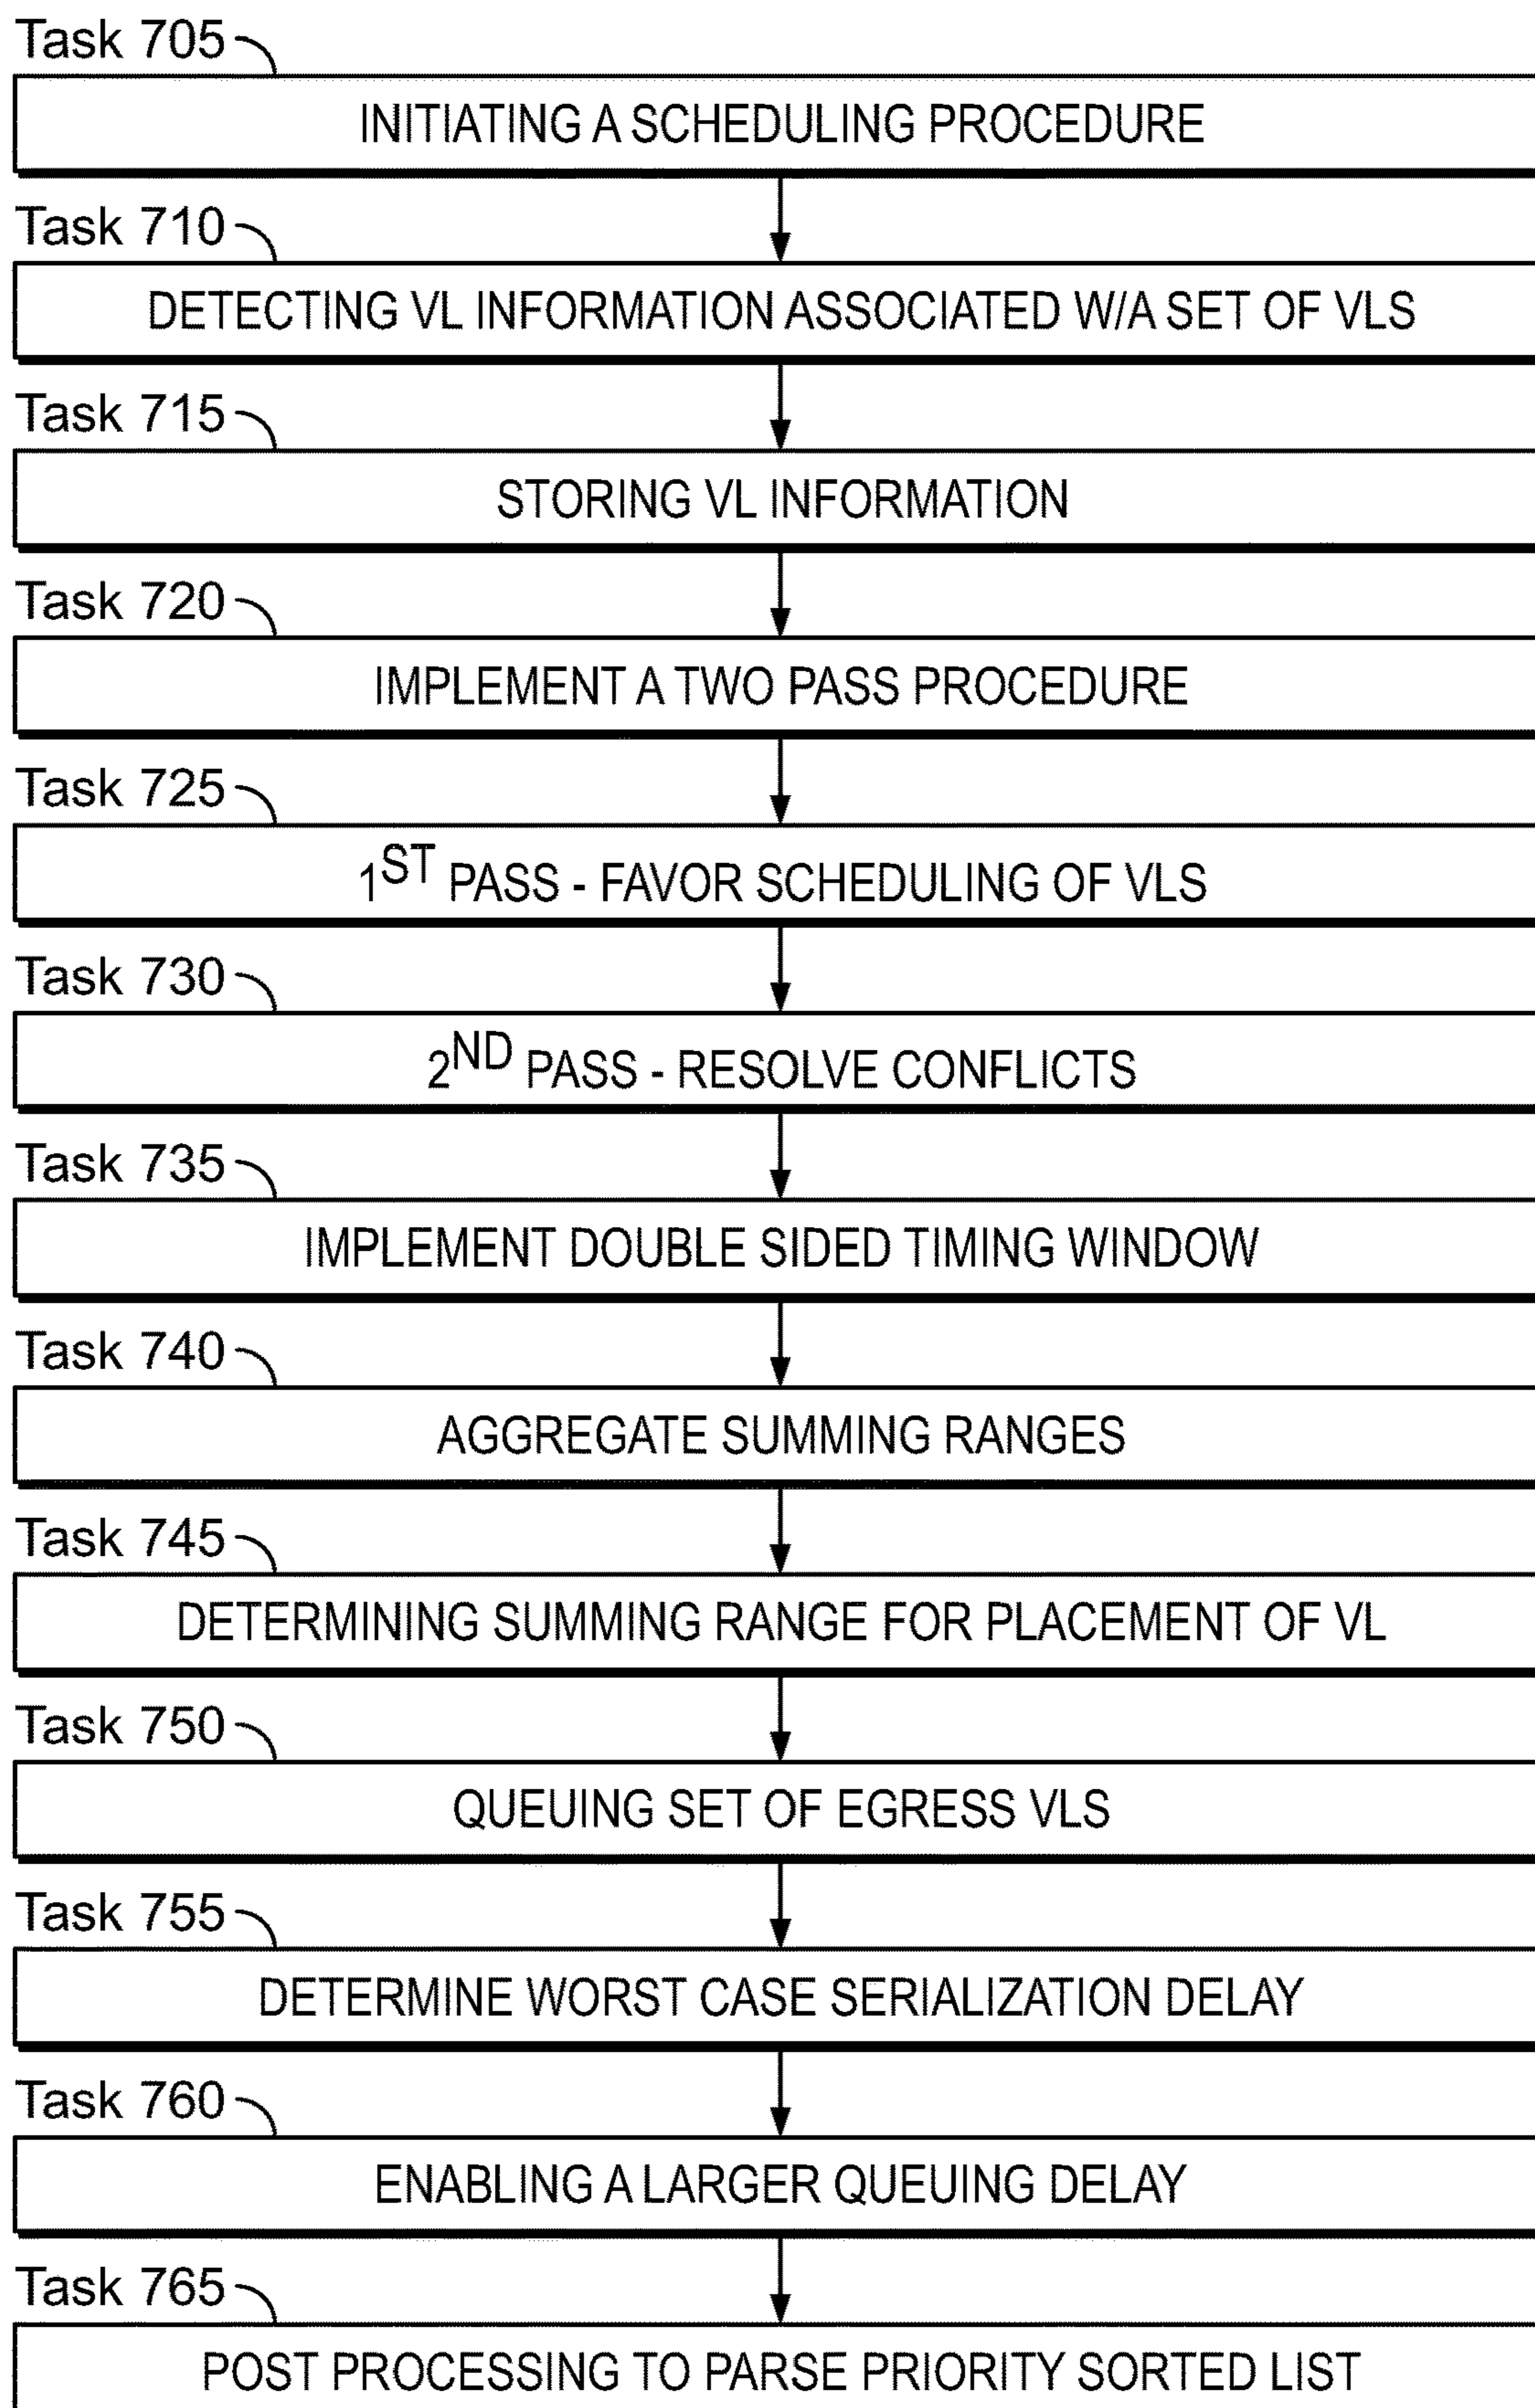 Task 705
INITIATING A SCHEDULING PROCEDURE
Task 710
DETECTING VL INFORMATION ASSOCIATED W/A SET OF VLS
Task 715
STORING VL INFORMATION
Task 720
IMPLEMENT A TWO PASS PROCEDURE
Task 725
1ST PASS - FAVOR SCHEDULING OF VLS
Task 730
2ND PASS - RESOLVE CONFLICTS
Task 735
IMPLEMENT DOUBLE SIDED TIMING WINDOW
Task 740
AGGREGATE SUMMING RANGES
Task 745
DETERMINING SUMMING RANGE FOR PLACEMENT OF VL
Task 750
QUEUING SET OF EGRESS VLS
Task 755
DETERMINE WORST CASE SERIALIZATION DELAY
Task 760
ENABLING A LARGER QUEUING DELAY
Task 765
POST PROCESSING TO PARSE PRIORITY SORTED LIST